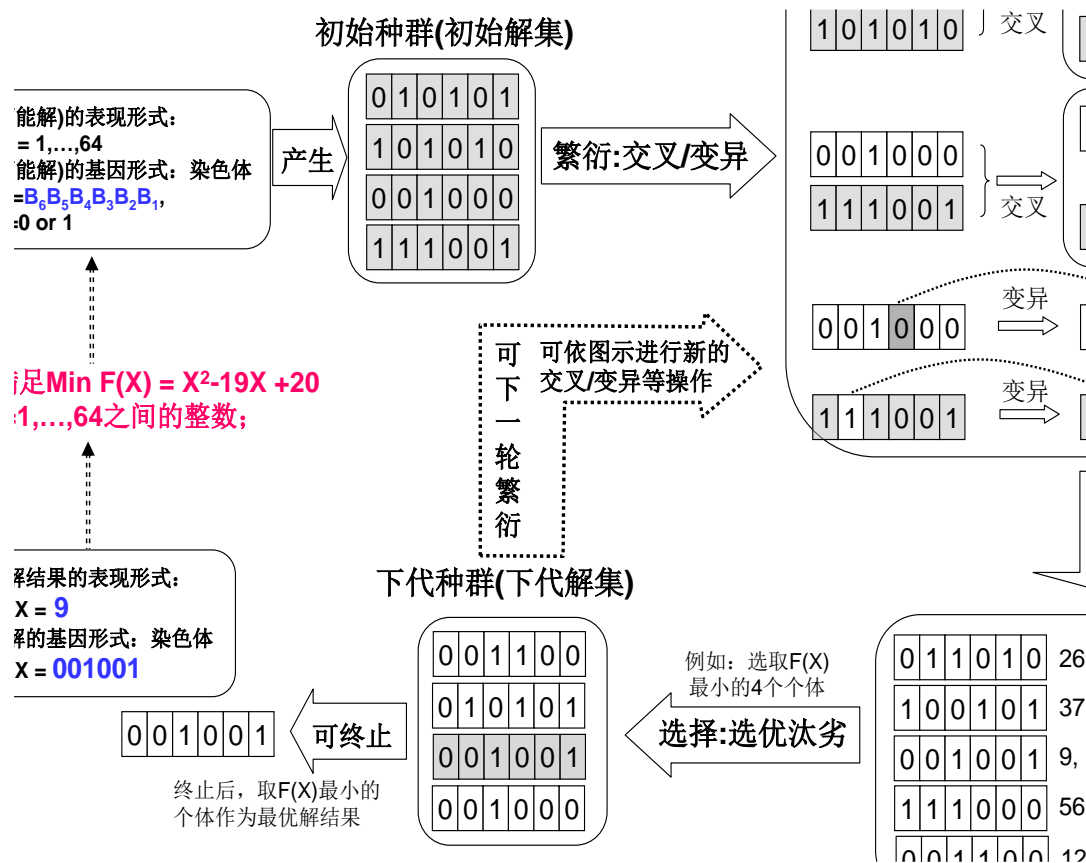 初始种群(初始解集)
0 1 0 1 0 1
1 0 1 0 1 0
0 0 1 0 0 0
1 1 1 0 0 1
能解)的表现形式：
= 1,…,64
能解)的基因形式：染色体
=B6B5B4B3B2B1,
=0 or 1
产生
繁衍:交叉/变异
1 0 1 0 1 0
交叉
0 0 1 0 0 0
1 1 1 0 0 1
交叉
0 0 1 0 0 0
变异
1 1 1 0 0 1
变异
足Min F(X) = X²-19X +20
1,…,64之间的整数；
可下一轮繁衍
可依图示进行新的
交叉/变异等操作
解结果的表现形式：
X = 9
解的基因形式：染色体
X = 001001
下代种群(下代解集)
0 0 1 1 0 0
0 1 0 1 0 1
0 0 1 0 0 1
0 0 1 0 0 0
可终止
0 0 1 0 0 1
终止后，取F(X)最小的
个体作为最优解结果
例如：选取F(X)
最小的4个个体
选择:选优汰劣
0 1 1 0 1 0 26
1 0 0 1 0 1 37
0 0 1 0 0 1 9,
1 1 1 0 0 0 56
0 0 1 1 0 0 12